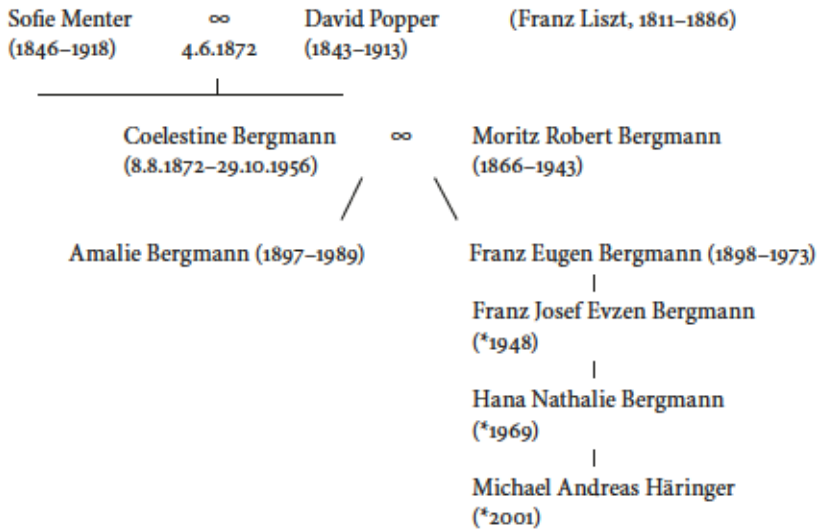 Sofie Menter ∞ David Popper (Franz Liszt, 1811–1886)
(1846–1918) 4.6.1872 (1843–1913)
Coelestine Bergmann ∞ Moritz Robert Bergmann
(8.8.1872–29.10.1956) (1866–1943)
Amalie Bergmann (1897–1989) Franz Eugen Bergmann (1898–1973)
Franz Josef Evzen Bergmann
(*1948)
Hana Nathalie Bergmann
(*1969)
Michael Andreas Häringer
(*2001)